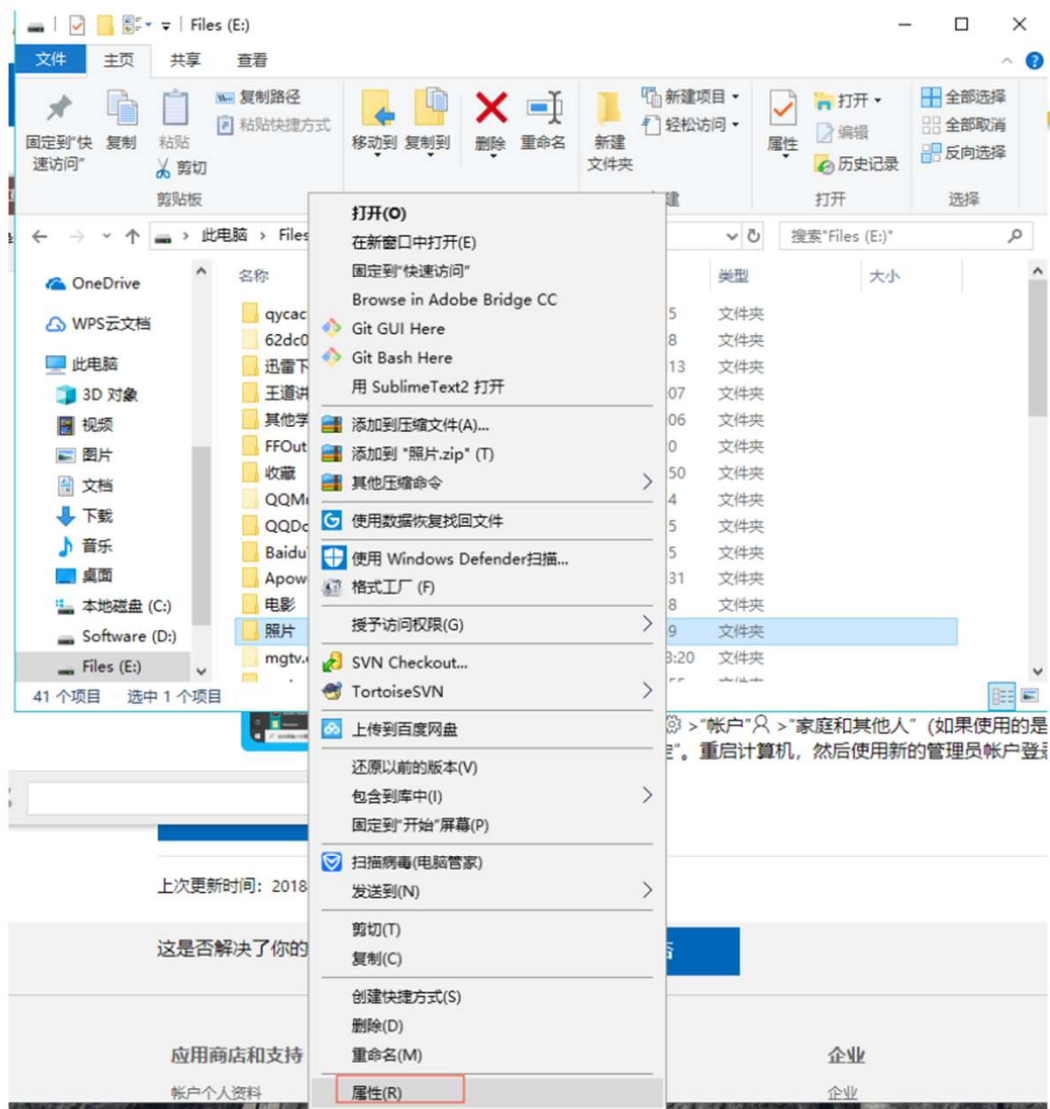 Files (E:)
文件 主页 共享 查看
固定到"快速访问"
复制
粘贴
复制路径
粘贴快捷方式
剪切
剪贴板
移动到 复制到 删除 重命名
新建
文件夹
新建项目
轻松访问
属性
打开
编辑
历史记录
打开
全部选择
全部取消
反向选择
选择
此电脑 > Files
搜索"Files (E:)"
OneDrive
WPS云文档
此电脑
3D 对象
视频
图片
文档
下载
音乐
桌面
本地磁盘 (C:)
Software (D:)
Files (E:)
名称 类型 大小
qycac 5 文件夹
62dc0 8 文件夹
迅雷下 13 文件夹
王道讲 07 文件夹
其他学 06 文件夹
FFOut 0 文件夹
收藏 50 文件夹
QQMu 4 文件夹
QQDo 5 文件夹
Baidu 5 文件夹
Apow 31 文件夹
电影 8 文件夹
照片 9 文件夹
mgtv. 8:20 文件夹
41 个项目 选中 1 个项目
打开(O)
在新窗口中打开(E)
固定到"快速访问"
Browse in Adobe Bridge CC
Git GUI Here
Git Bash Here
用 SublimeText2 打开
添加到压缩文件(A)...
添加到 "照片.zip" (T)
其他压缩命令
使用数据恢复找回文件
使用 Windows Defender扫描...
格式工厂 (F)
授予访问权限(G)
SVN Checkout...
TortoiseSVN
上传到百度网盘
还原以前的版本(V)
包含到库中(I)
固定到"开始"屏幕(P)
扫描病毒(电脑管家)
发送到(N)
剪切(T)
复制(C)
创建快捷方式(S)
删除(D)
重命名(M)
属性(R)
>"帐户" >"家庭和其他人" (如果使用的是
"。重启计算机，然后使用新的管理员帐户登录
上次更新时间：2018
这是否解决了你的
应用商店和支持 企业
帐户个人资料 企业